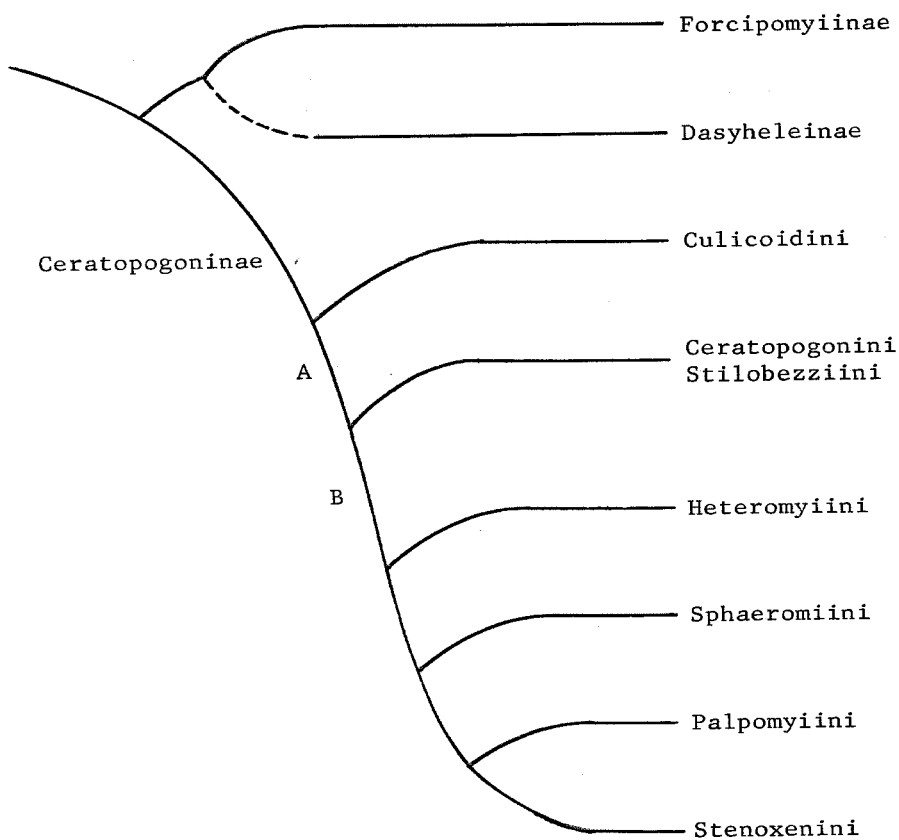 Forcipomyiinae
Dasyheleinae
Culicoidini
Ceratopogoninae
Ceratopogonini
Stilobezziini
A
B
Heteromyiini
Sphaeromiini
Palpomyiini
Stenoxenini